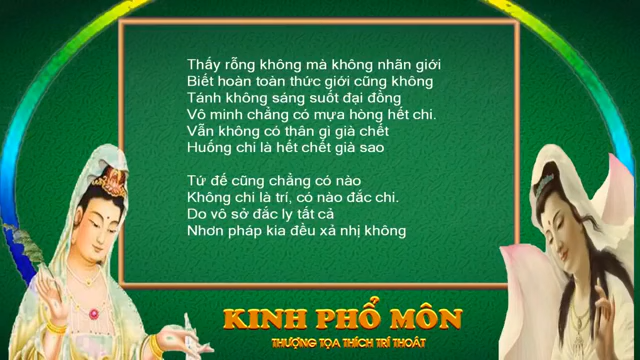 Thấy rỗng không mà không nhãn giới
Biết hoàn toàn thức giới cũng không
Tánh không sáng suốt đại đồng
Vô minh chẳng có mựa hòng hết chi.
Vẫn không có thân gì già chết
Huống chi là hết chết già sao

Tứ đế cũng chẳng có nào
Không chi là trí, có nào đắc chi.
Do vô sở đắc ly tất cả
Nhơn pháp kia đều xả nhị không
KINH PHỔ MÔN
THƯỢNG TỌA THÍCH TRÍ THOÁT